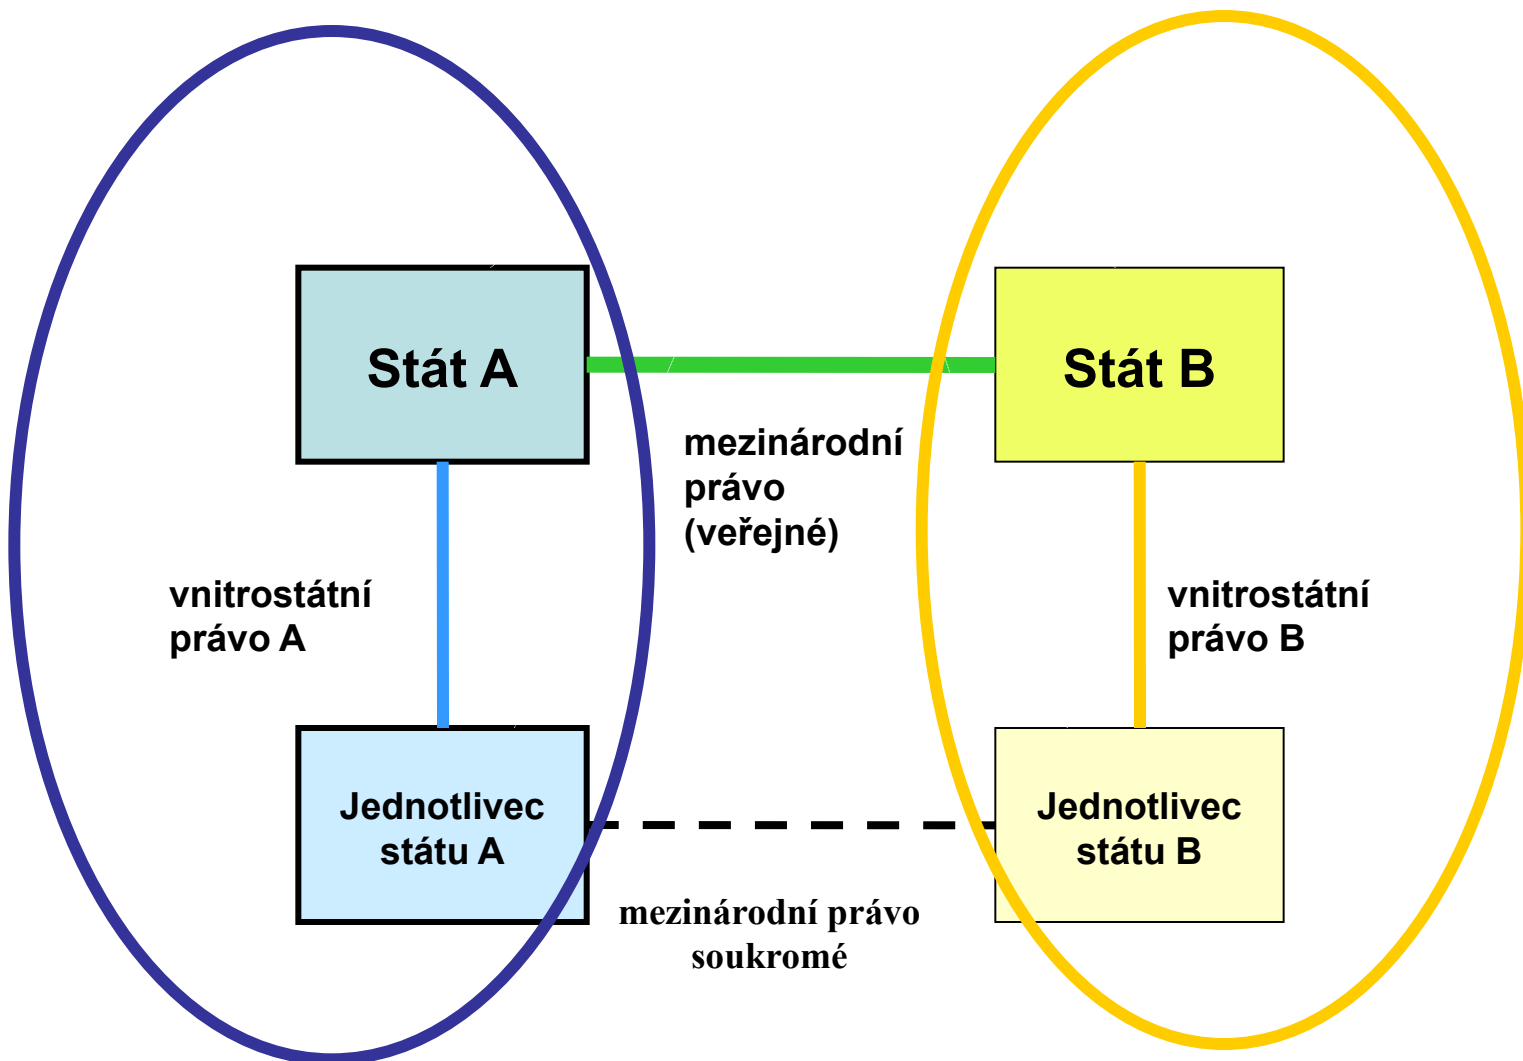 Stát A
Stát B
mezinárodní
právo
(veřejné)
vnitrostátní
právo A
vnitrostátní
právo B
Jednotlivec
státu A
Jednotlivec
státu B
mezinárodní právo
soukromé